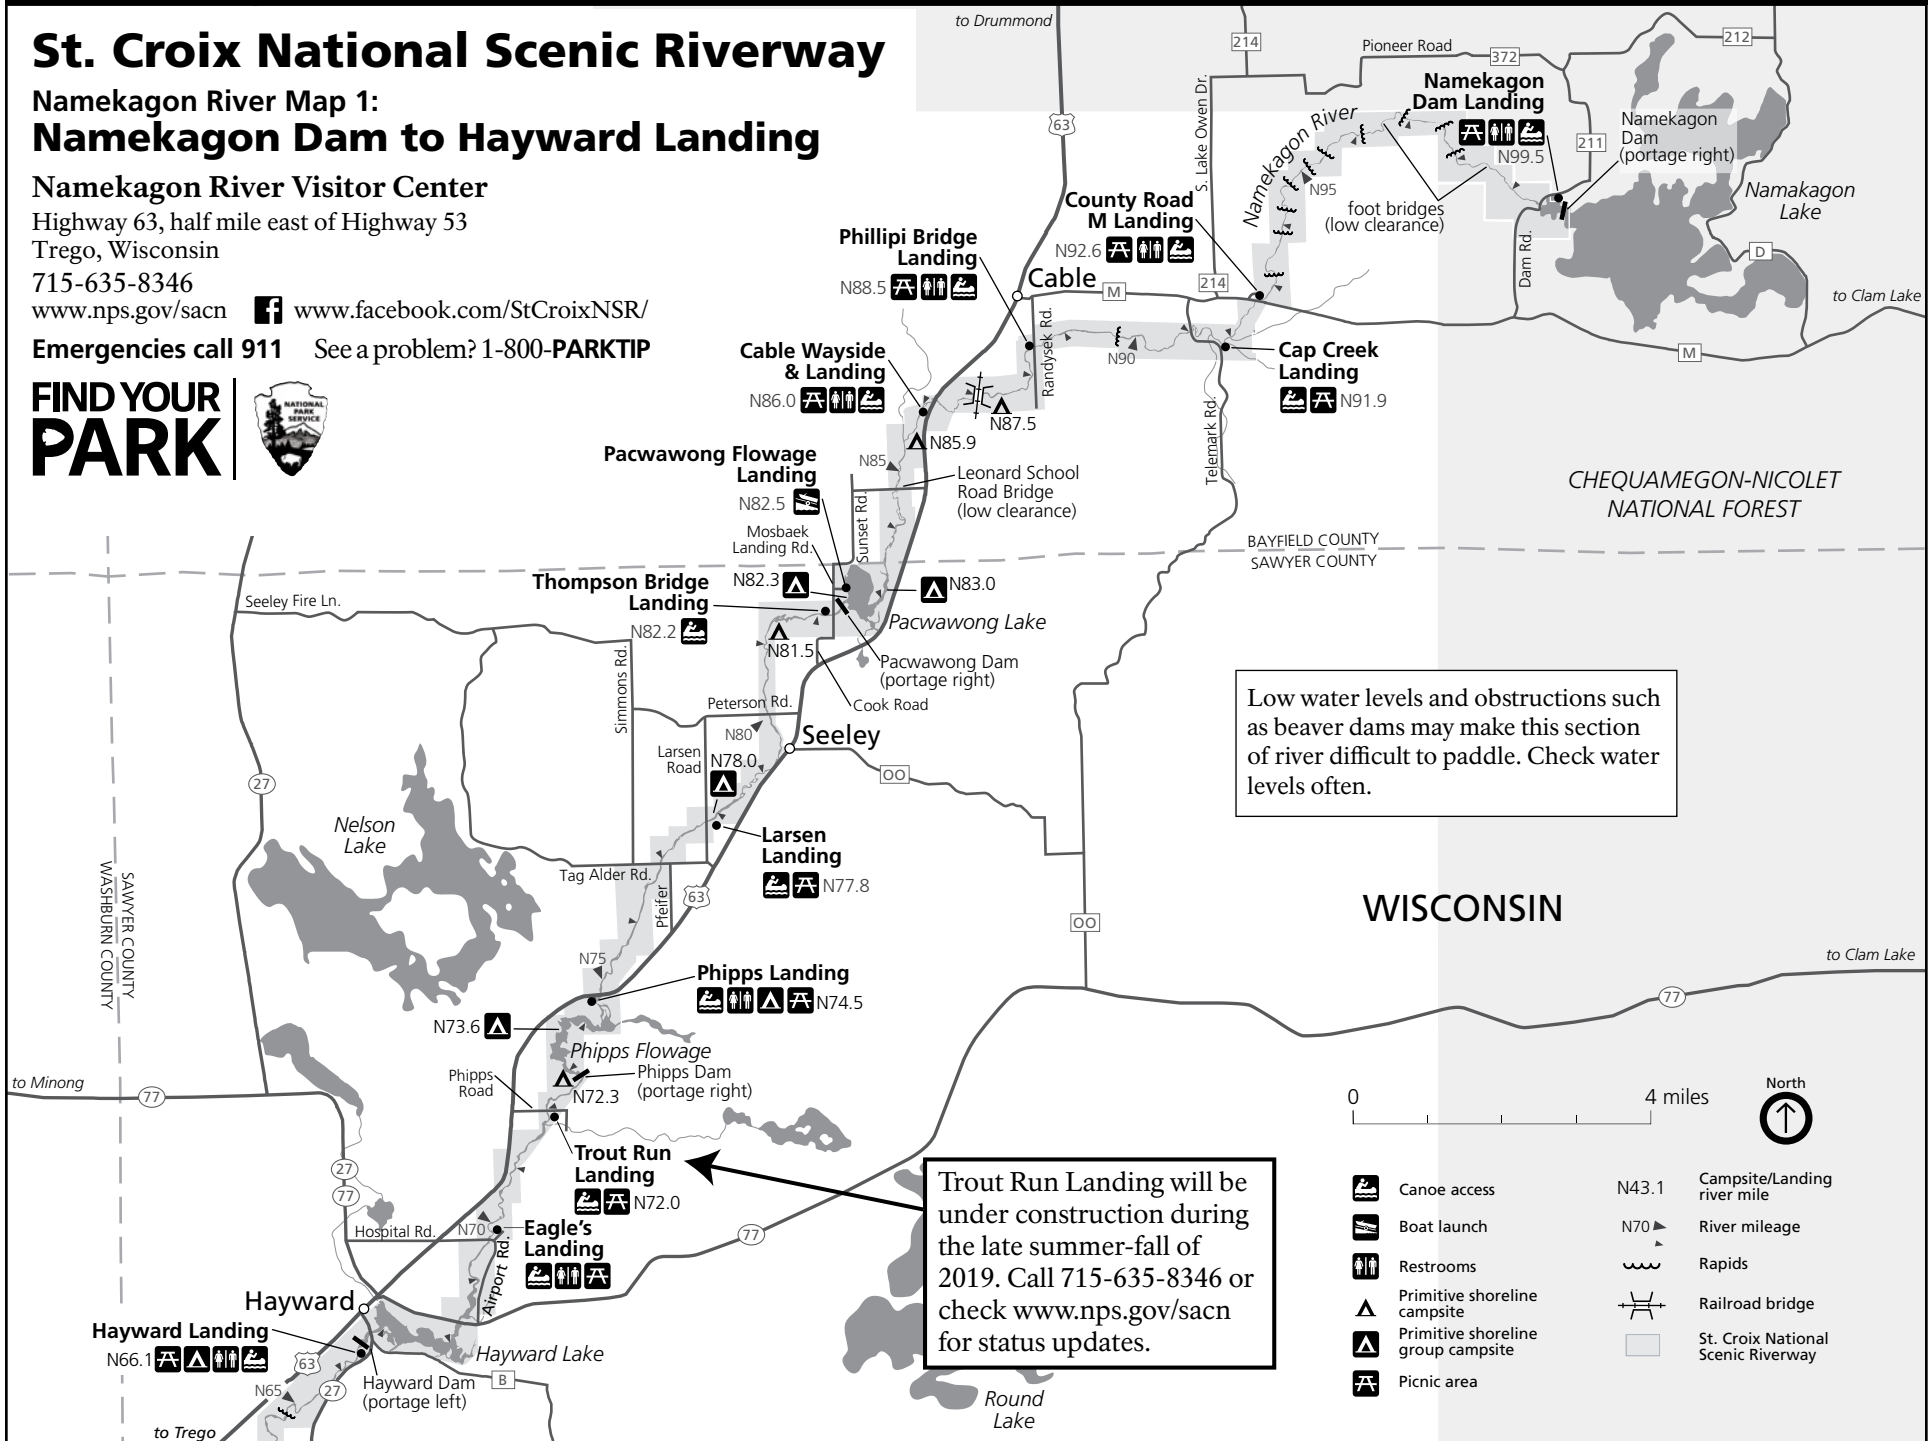 St. Croix National Scenic Riverway
Namekagon River Map 1:
Namekagon Dam to Hayward Landing
Namekagon River Visitor Center
Highway 63, half mile east of Highway 53
Trego, Wisconsin
715-635-8346
www.nps.gov/sacn
www.facebook.com/StCroixNSR/
Emergencies call 911
See a problem? 1-800-PARKTIP
FIND YOUR
PARK
NATIONAL
PARK
SERVICE
to Drummond
63
214
S. Lake Owen Dr.
Pioneer Road
372
212
Namekagon
Dam Landing
N99.5
211
Namekagon
Dam
(portage right)
Namakagon
Lake
D
to Clam Lake
Dam Rd.
M
Namekagon River
N95
foot bridges
(low clearance)
County Road
M Landing
N92.6
214
Phillipi Bridge
Landing
N88.5
Cable
M
Randysek Rd.
N90
Cap Creek
Landing
N91.9
Telemark Rd.
Cable Wayside
& Landing
N86.0
N87.5
N85.9
N85
Leonard School
Road Bridge
(low clearance)
Pacwawong Flowage
Landing
N82.5
Sunset Rd.
Mosbaek
Landing Rd.
CHEQUAMEGON-NICOLET
NATIONAL FOREST
BAYFIELD COUNTY
SAWYER COUNTY
Thompson Bridge
Landing
N82.2
N82.3
N83.0
Pacwawong Lake
N81.5
Pacwawong Dam
(portage right)
Cook Road
Seeley Fire Ln.
Simmons Rd.
Peterson Rd.
N80
Seeley
OO
Larsen
Road
N78.0
27
Nelson
Lake
Larsen
Landing
N77.8
Tag Alder Rd.
Pfeifer
63
Low water levels and obstructions such
as beaver dams may make this section
of river difficult to paddle. Check water
levels often.
WISCONSIN
OO
SAWYER COUNTY
WASHBURN COUNTY
N75
Phipps Landing
N74.5
N73.6
Phipps Flowage
Phipps Dam
(portage right)
N72.3
Phipps
Road
to Clam Lake
77
to Minong
77
Trout Run
Landing
N72.0
27
77
Hospital Rd.
N70
Eagle's
Landing
Airport Rd.
77
Hayward
Hayward Landing
N66.1
63
Hayward Lake
B
Hayward Dam
(portage left)
N65
27
to Trego
Trout Run Landing will be
under construction during
the late summer-fall of
2019. Call 715-635-8346 or
check www.nps.gov/sacn
for status updates.
Round
Lake
0
4 miles
North
Canoe access
Boat launch
Restrooms
Primitive shoreline
campsite
Primitive shoreline
group campsite
Picnic area
N43.1
Campsite/Landing
river mile
N70
River mileage
Rapids
Railroad bridge
St. Croix National
Scenic Riverway